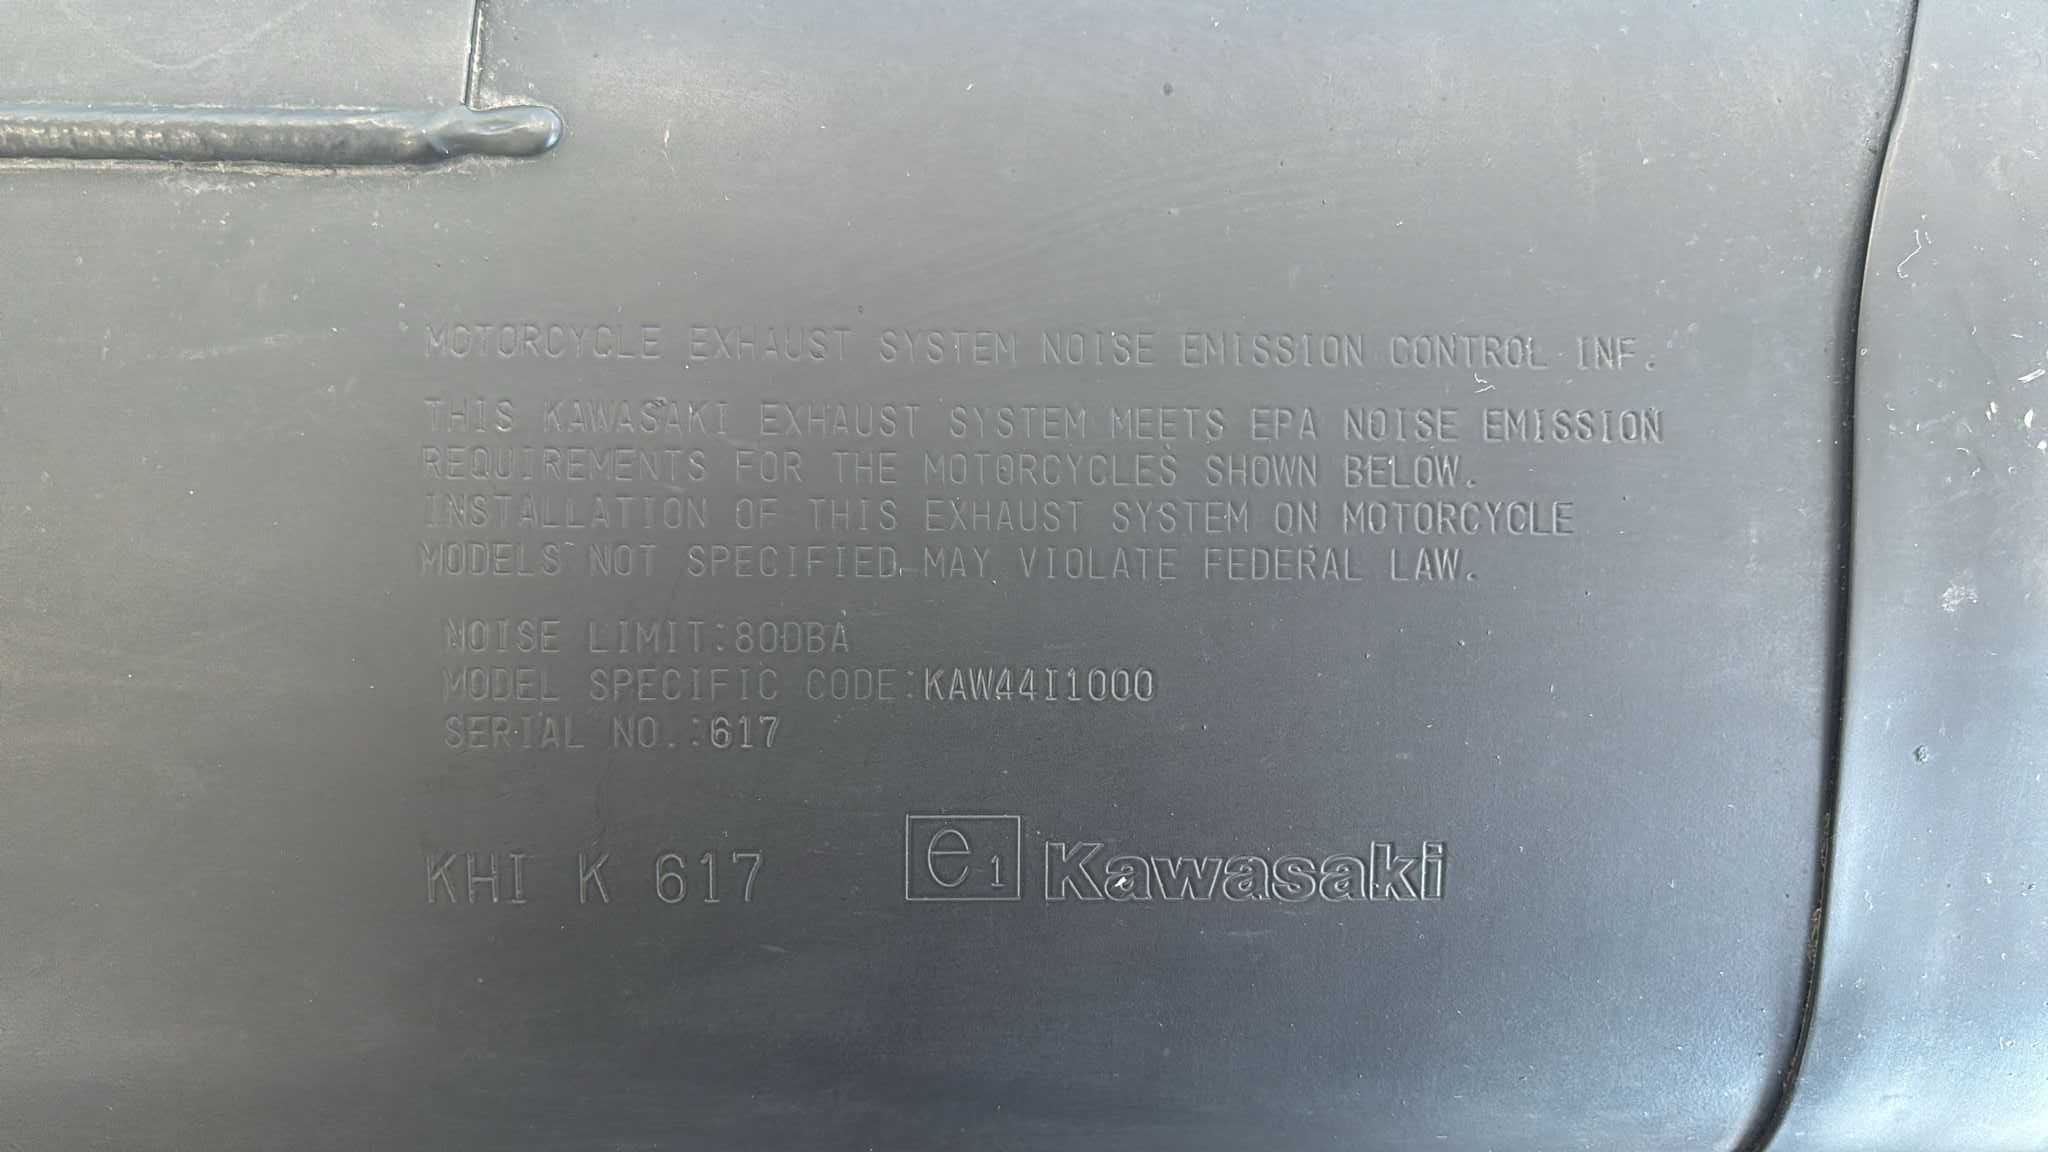 MOTORCYCLE EXHAUST SYSTEM NOISE EMISSION CONTROL INF.
THIS KAWASAKI EXHAUST SYSTEM MEETS EPA NOISE EMISSION
REQUIREMENTS FOR THE MOTORCYCLES SHOWN BELOW.
INSTALLATION OF THIS EXHAUST SYSTEM ON MOTORCYCLE
MODELS NOT SPECIFIED MAY VIOLATE FEDERAL LAW.
NOISE LIMIT:80DBA
MODEL SPECIFIC CODE:KAW44I1000
SERIAL NO.:617
KHI K 617 e1 Kawasaki